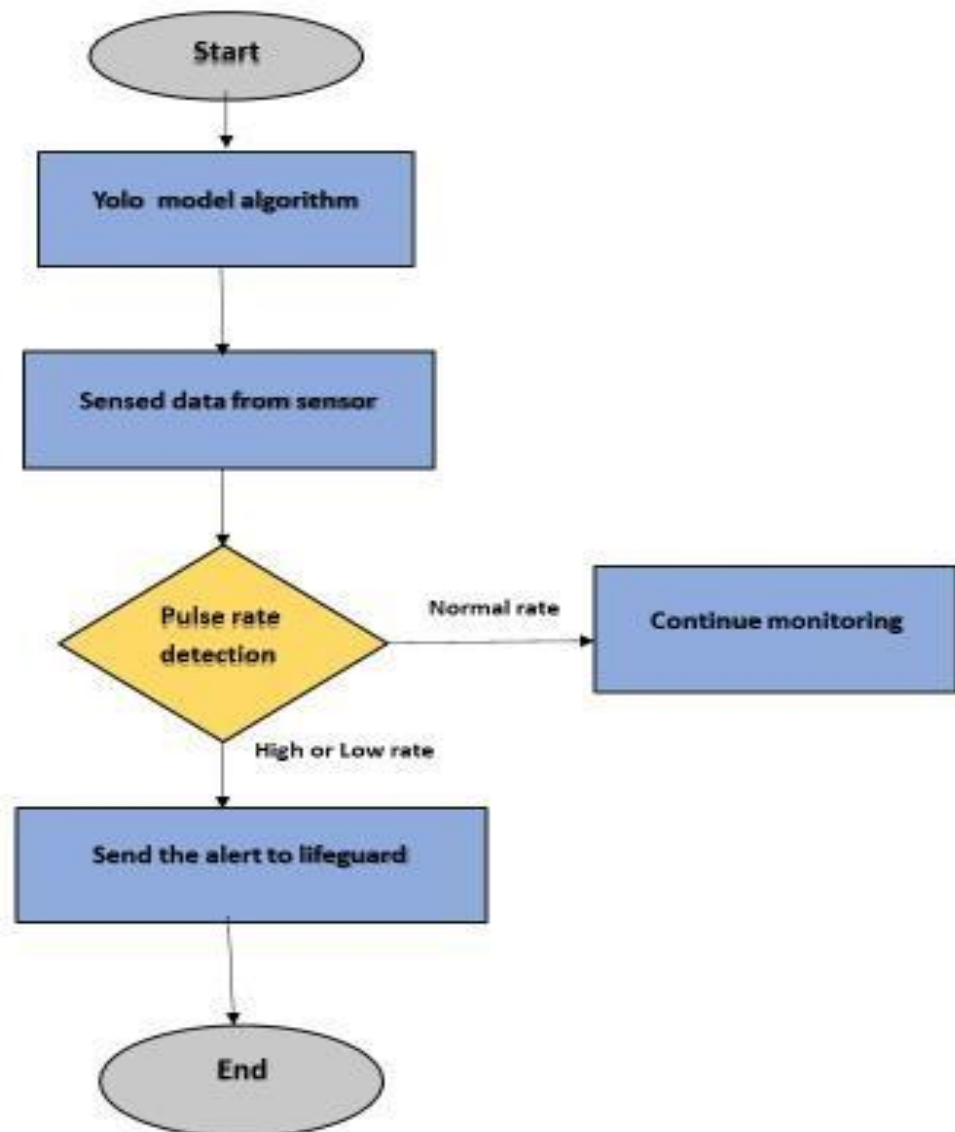 Start
Yolo model algorithm
Sensed data from sensor
Pulse rate
detection
Normal rate
Continue monitoring
High or Low rate
Send the alert to lifeguard
End